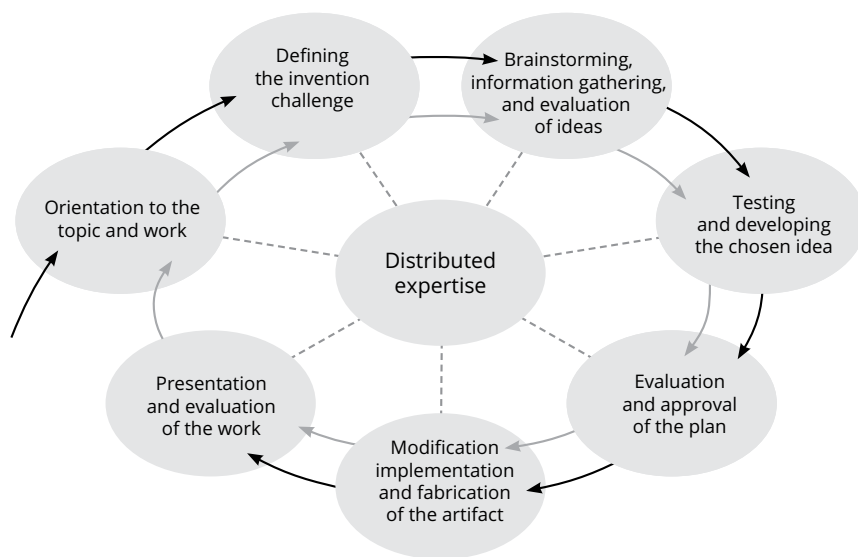 Defining
the invention
challenge
Brainstorming,
information gathering,
and evaluation
of ideas
Orientation to the
topic and work
Testing
and developing
the chosen idea
Distributed
expertise
Presentation
and evaluation
of the work
Evaluation
and approval
of the plan
Modification
implementation
and fabrication
of the artifact